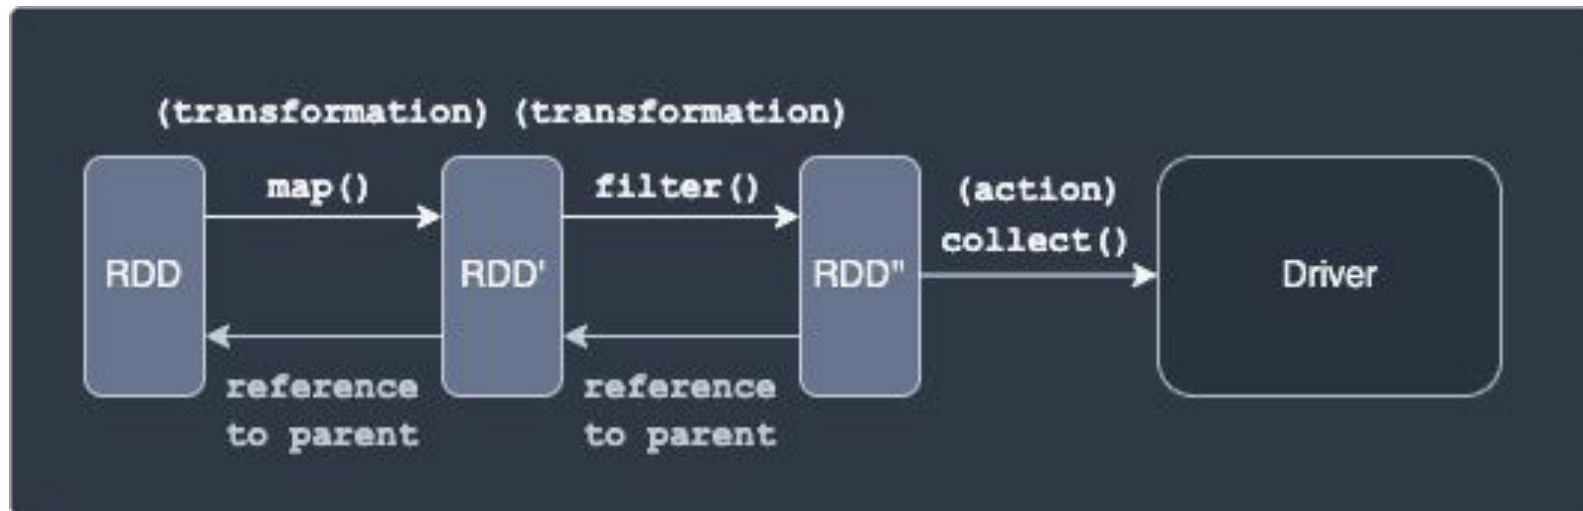 (transformation) (transformation)
map()
filter()
(action)
collect()
RDD
RDD'
RDD"
Driver
reference
to parent
reference
to parent